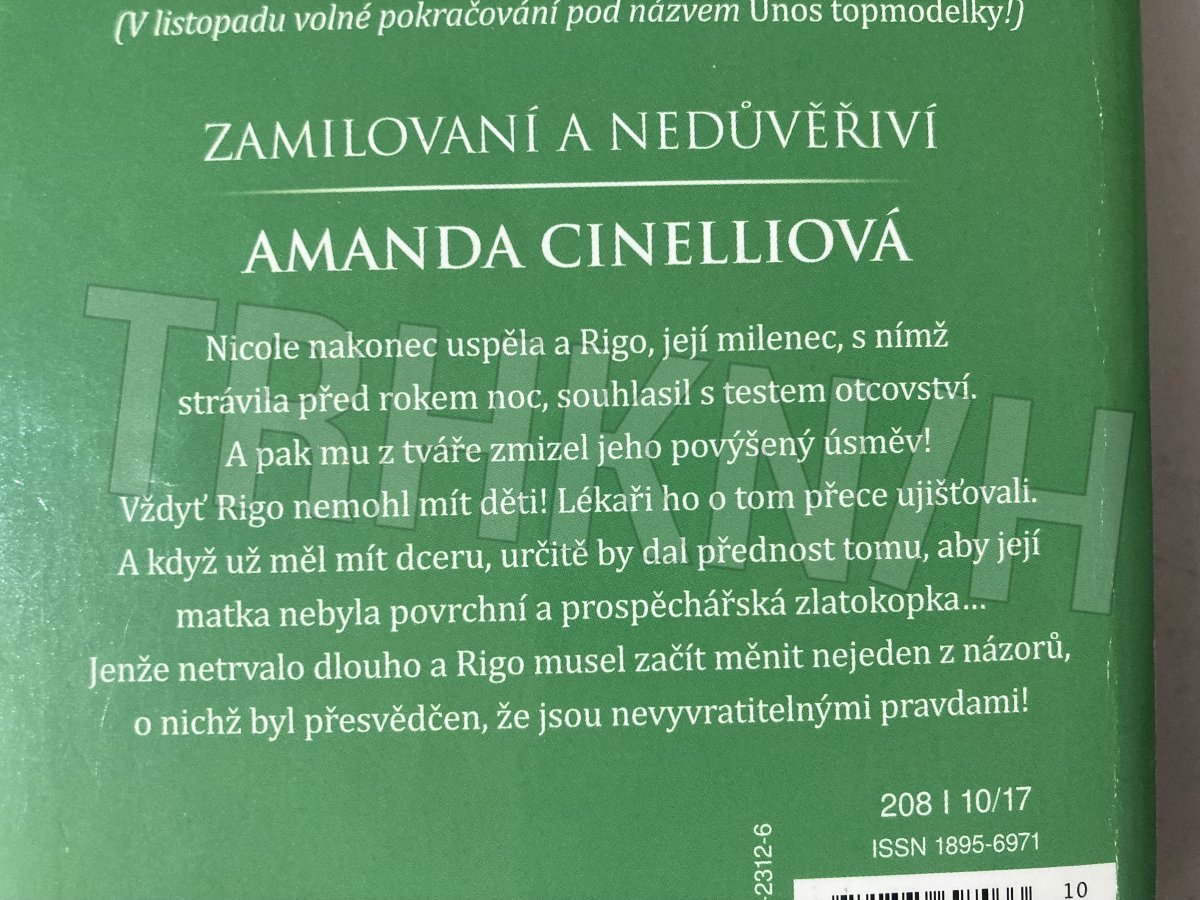 (V listopadu volné pokračování pod názvem Únos topmodelky!)
ZAMILOVANÍ A NEDŮVĚŘIVÍ
AMANDA CINELLIOVÁ
Nicole nakonec uspěla a Rigo, její milenec, s nímž
strávila před rokem noc, souhlasil s testem otcovství.
A pak mu z tváře zmizel jeho povýšený úsměv!
Vždyť Rigo nemohl mít děti! Lékaři ho o tom přece ujišťovali.
A když už měl mít dceru, určitě by dal přednost tomu, aby její
matka nebyla povrchní a prospěchářská zlatokopka...
Jenže netrvalo dlouho a Rigo musel začít měnit nejeden z názorů,
o nichž byl přesvědčen, že jsou nevyvratitelnými pravdami!
TRHKNIH
208 | 10/17
ISSN 1895-6971
-2312-6
10